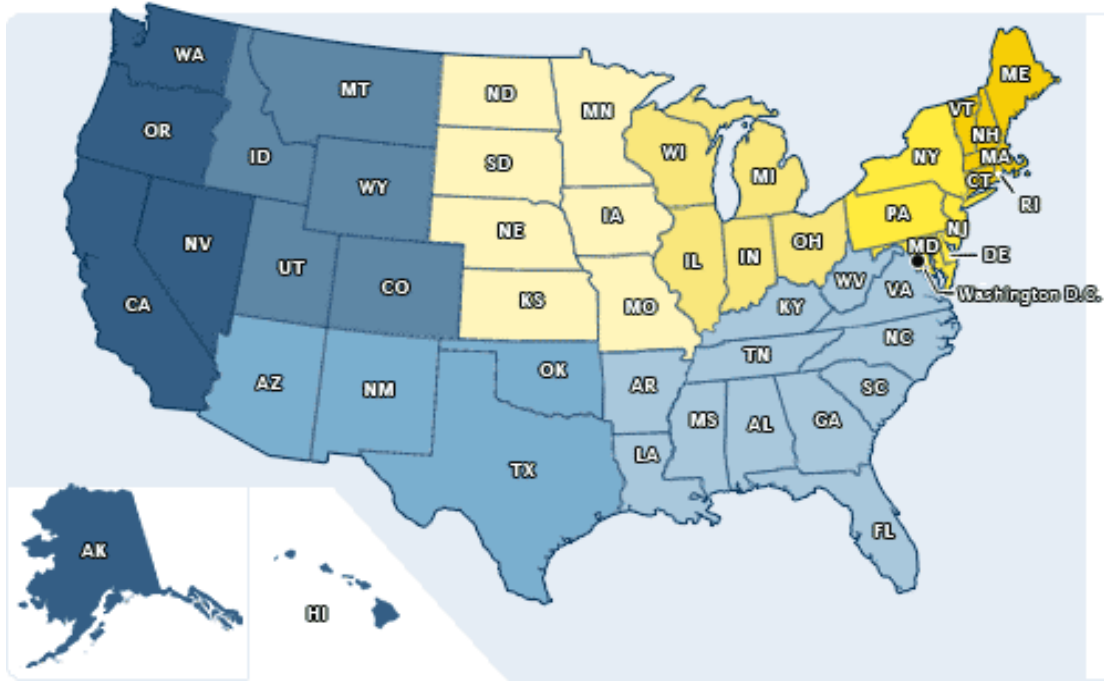 WA
MT
ND
MN
ME
VT
NH
OR
ID
WY
SD
WI
MI
NY
MA
CT
RI
NV
UT
CO
NE
IA
IL
IN
OH
PA
NJ
MD
DE
Washington D.C.
CA
KS
MO
KY
WV
VA
AZ
NM
OK
AR
TN
NC
SC
MS
AL
GA
TX
LA
FL
AK
HI